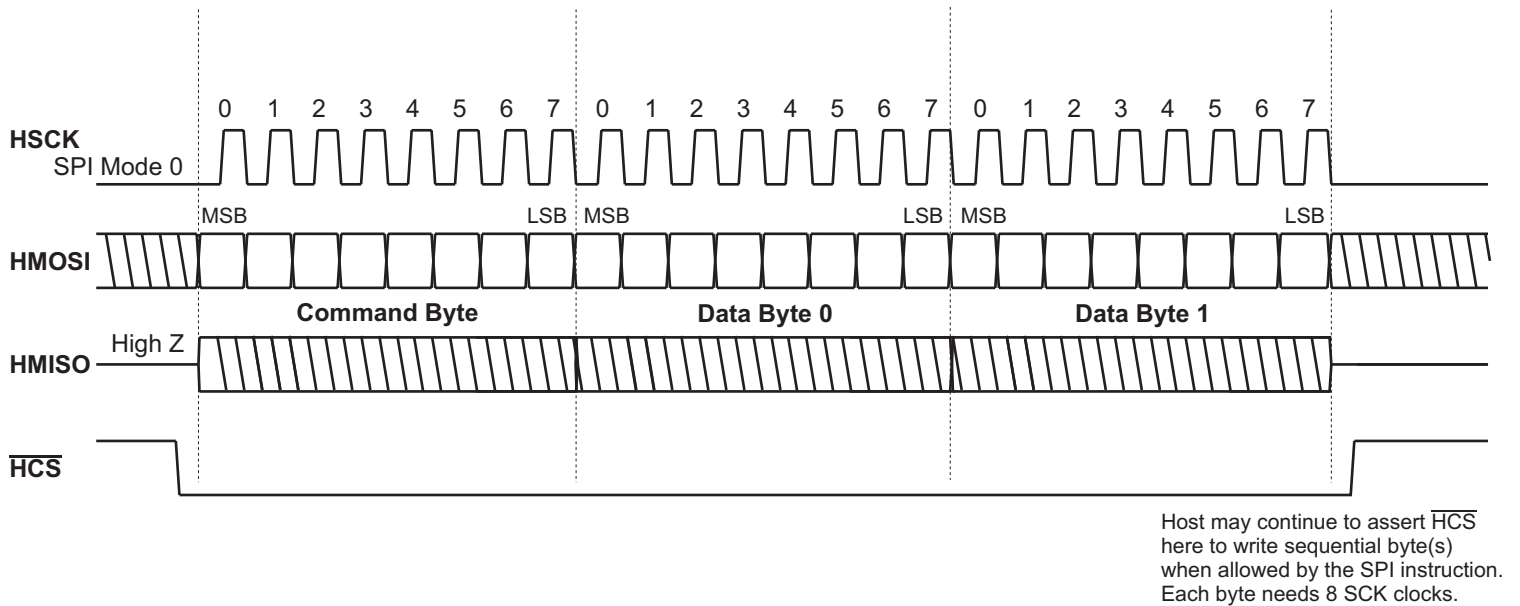 0 1 2 3 4 5 6 7 0 1 2 3 4 5 6 7 0 1 2 3 4 5 6 7
HSCK
SPI Mode 0
MSB LSB MSB LSB MSB LSB
HMOSI
Command Byte Data Byte 0 Data Byte 1
High Z
HMISO
H̅C̅S̅
Host may continue to assert H̅C̅S̅
here to write sequential byte(s)
when allowed by the SPI instruction.
Each byte needs 8 SCK clocks.